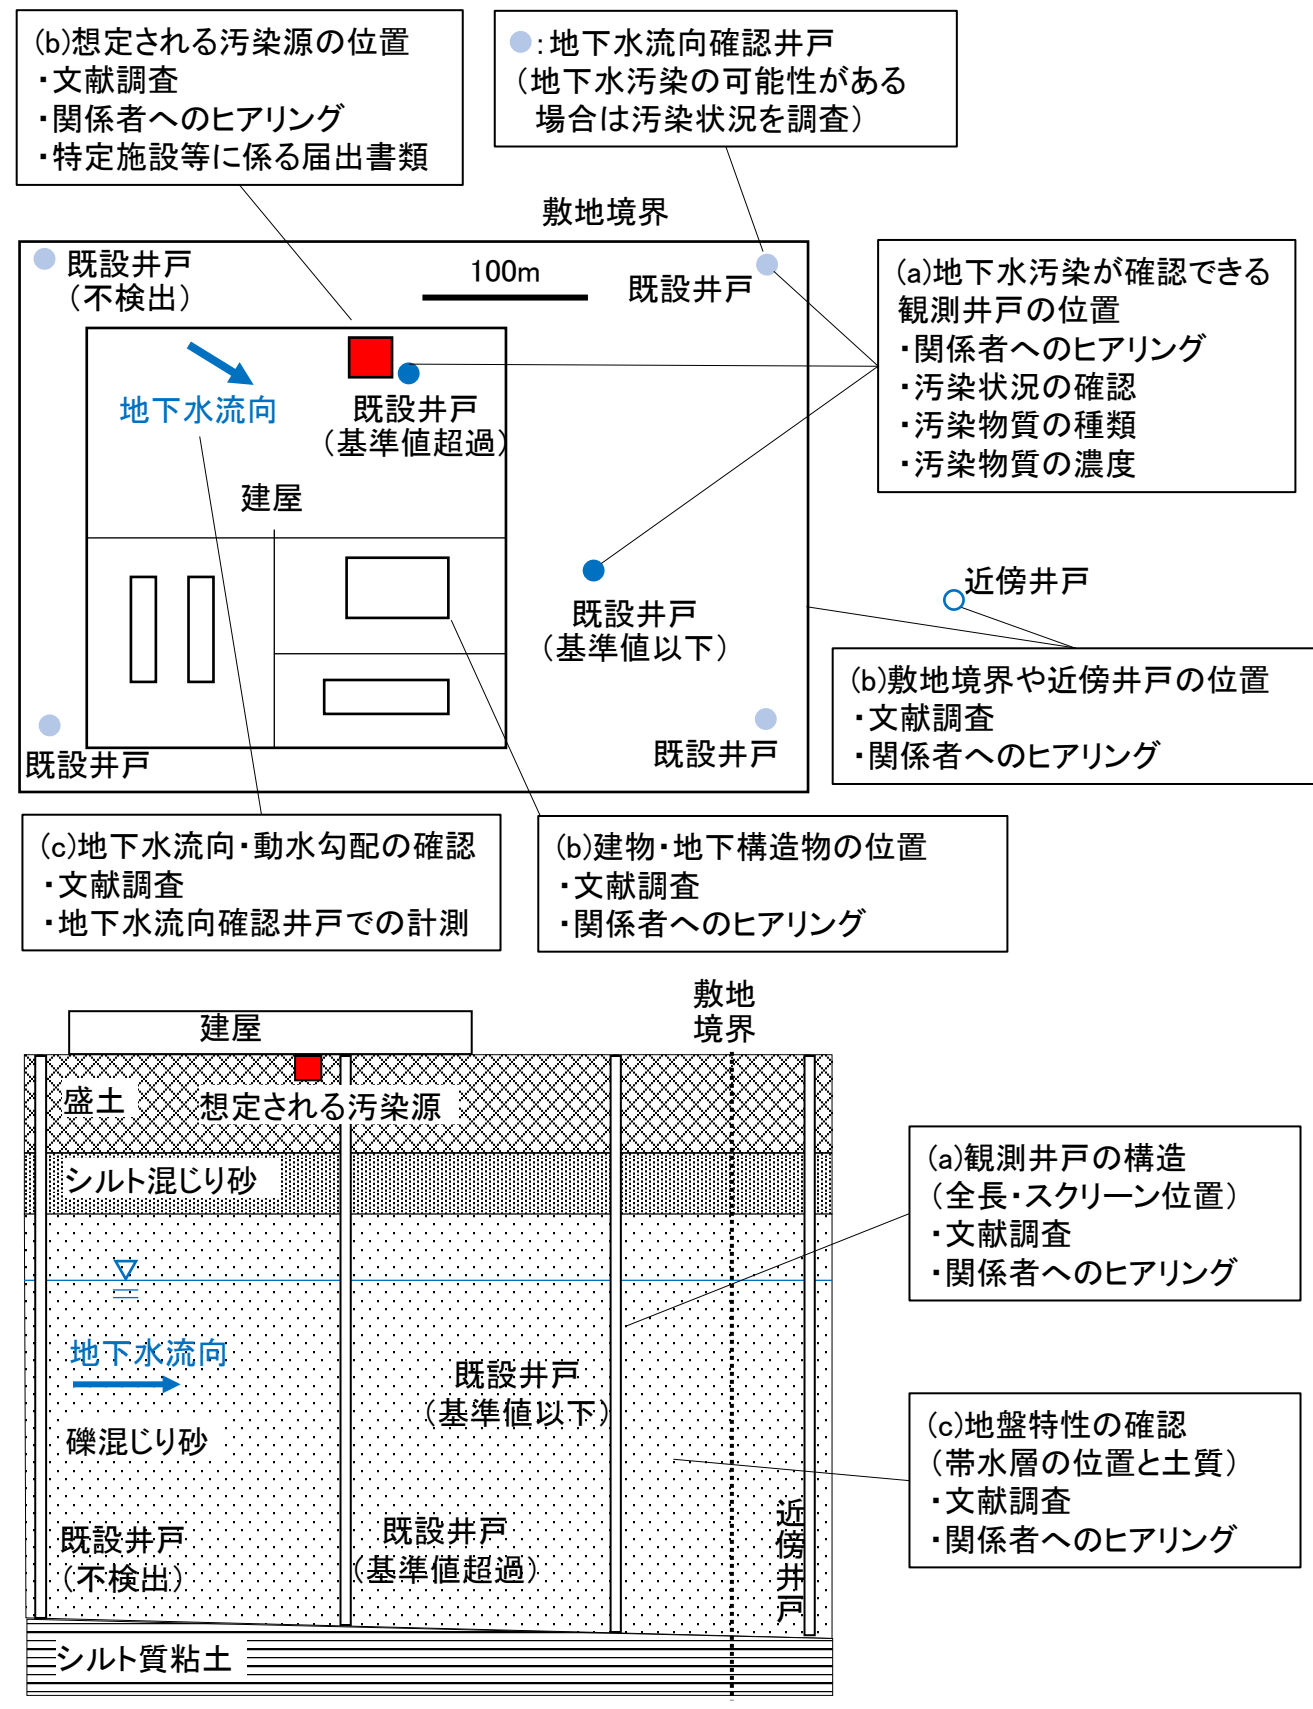 (b)想定される汚染源の位置
・文献調査
・関係者へのヒアリング
・特定施設等に係る届出書類
●:地下水流向確認井戸
(地下水汚染の可能性がある
場合は汚染状況を調査)
敷地境界
既設井戸
(不検出)
100m
既設井戸
(a)地下水汚染が確認できる
観測井戸の位置
・関係者へのヒアリング
・汚染状況の確認
・汚染物質の種類
・汚染物質の濃度
地下水流向
既設井戸
(基準値超過)
建屋
既設井戸
(基準値以下)
近傍井戸
(b)敷地境界や近傍井戸の位置
・文献調査
・関係者へのヒアリング
既設井戸
既設井戸
(c)地下水流向・動水勾配の確認
・文献調査
・地下水流向確認井戸での計測
(b)建物・地下構造物の位置
・文献調査
・関係者へのヒアリング
敷地
境界
建屋
盛土
想定される汚染源
シルト混じり砂
(a)観測井戸の構造
(全長・スクリーン位置)
・文献調査
・関係者へのヒアリング
地下水流向
既設井戸
(基準値以下)
礫混じり砂
(c)地盤特性の確認
(帯水層の位置と土質)
・文献調査
・関係者へのヒアリング
既設井戸
(不検出)
既設井戸
(基準値超過)
近傍井戸
シルト質粘土